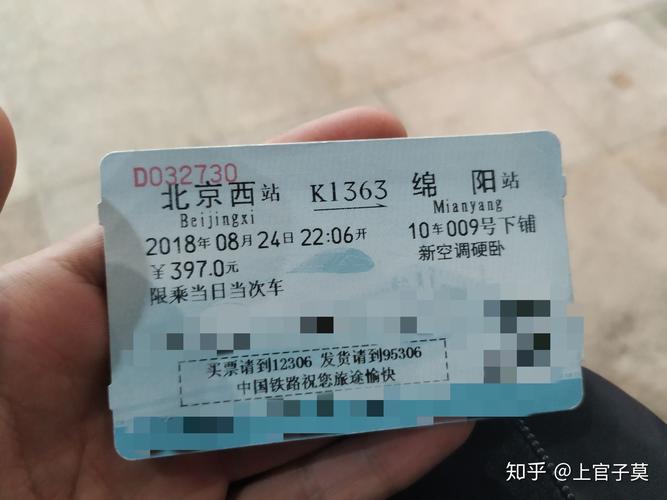 D032730
北京西站 K1363 绵阳站
Beijingxi Mianyang
2018年08月24日22:06开 10车009号下铺
￥397.0元 新空调硬卧
限乘当日当次车
买票请到12306 发货请到95306
中国铁路祝您旅途愉快
知乎 @上官子莫